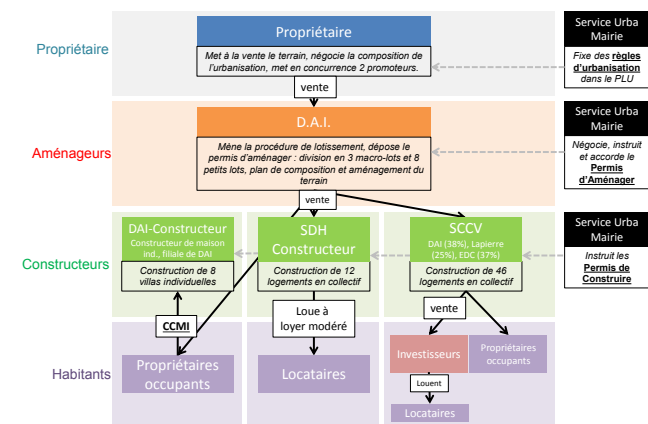 Propriétaire
Propriétaire
Met à la vente le terrain, négocie la composition de
l'urbanisation, met en concurrence 2 promoteurs.
Service Urba
Mairie
Fixe des règles
d'urbanisation
dans le PLU
vente
Aménageurs
D.A.I.
Mène la procédure de lotissement, dépose le
permis d'aménager : division en 3 macro-lots et 8
petits lots, plan de composition et aménagement du
terrain
Service Urba
Mairie
Négocie, instruit
et accorde le
Permis
d'Aménager
vente
Constructeurs
DAI-Constructeur
Constructeur de maison
ind., filiale de DAI
Construction de 8
villas individuelles
SDH
Constructeur
Construction de 12
logements en collectif
SCCV
DAI (38%), Lapierre
(25%), EDC (37%)
Construction de 46
logements en collectif
Service Urba
Mairie
Instruit les
Permis de
Construire
CCMI
Loue à
loyer modéré
vente
Habitants
Propriétaires
occupants
Locataires
Investisseurs
Propriétaires
occupants
Louent
Locataires